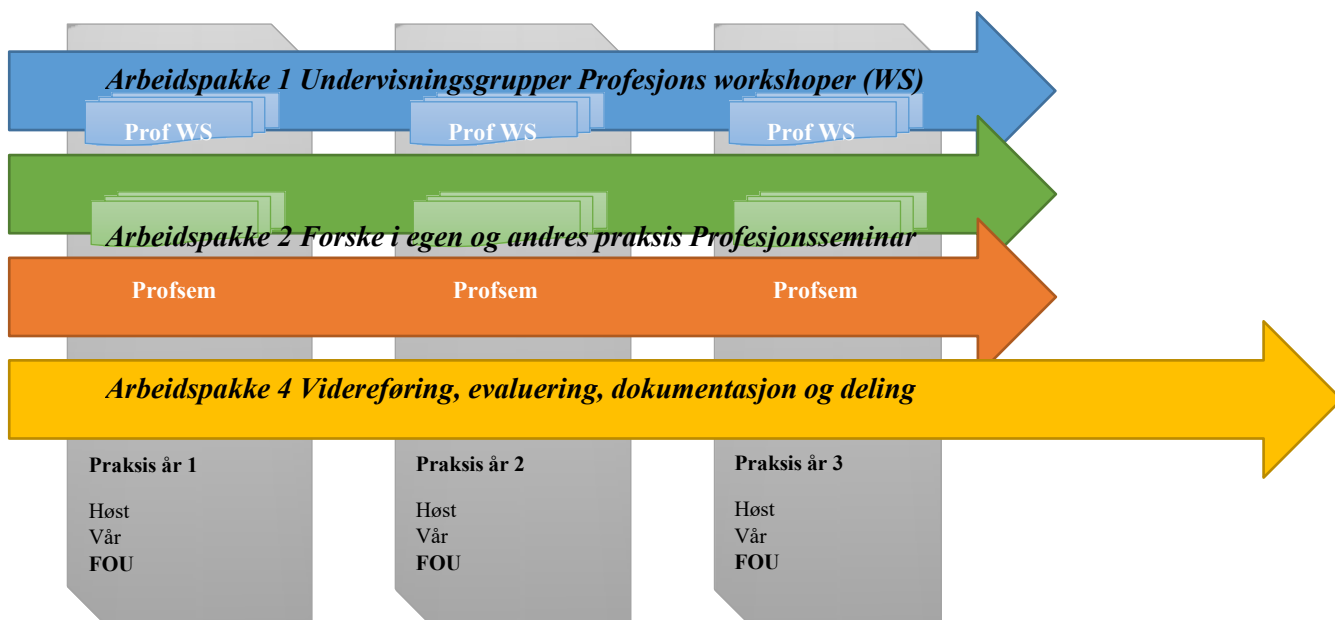 Arbeidspakke 1 Undervisningsgrupper Profesjons workshoper (WS)
Prof WS Prof WS Prof WS
Arbeidspakke 2 Forske i egen og andres praksis Profesjonsseminar
Profsem Profsem Profsem
Arbeidspakke 4 Videreføring, evaluering, dokumentasjon og deling
Praksis år 1
Høst
Vår
FOU
Praksis år 2
Høst
Vår
FOU
Praksis år 3
Høst
Vår
FOU